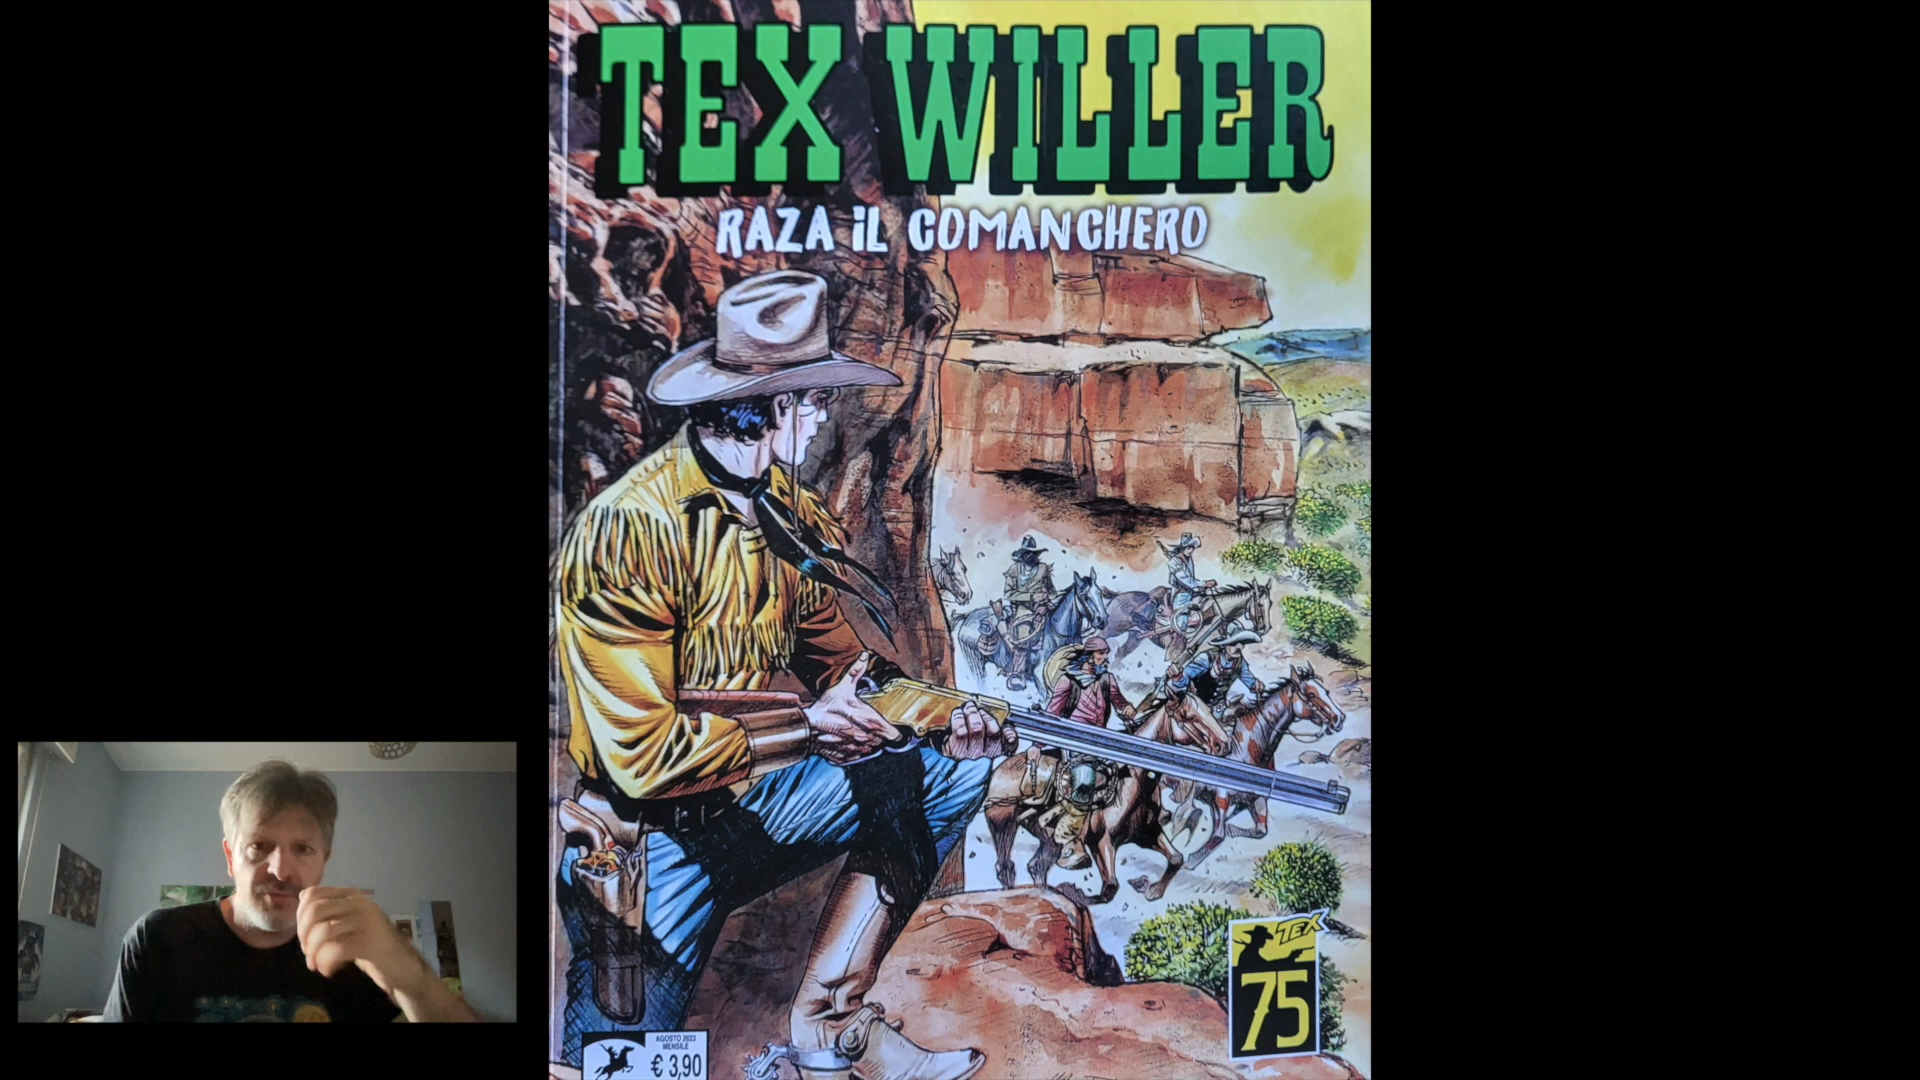 TEX WILLER
RAZA iL COMANCHERO
TEX
75
AGOSTO 2023
MENSILE
€ 3,90